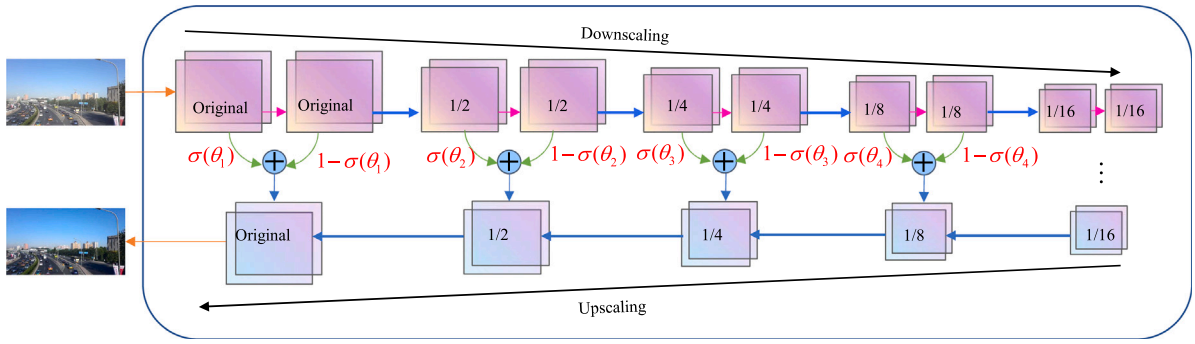 Downscaling
Original Original 1/2 1/2 1/4 1/4 1/8 1/8 1/16 1/16
σ(θ₁) 1−σ(θ₁) σ(θ₂) 1−σ(θ₂) σ(θ₃) 1−σ(θ₃) σ(θ₄) 1−σ(θ₄)
Original 1/2 1/4 1/8 1/16
Upscaling